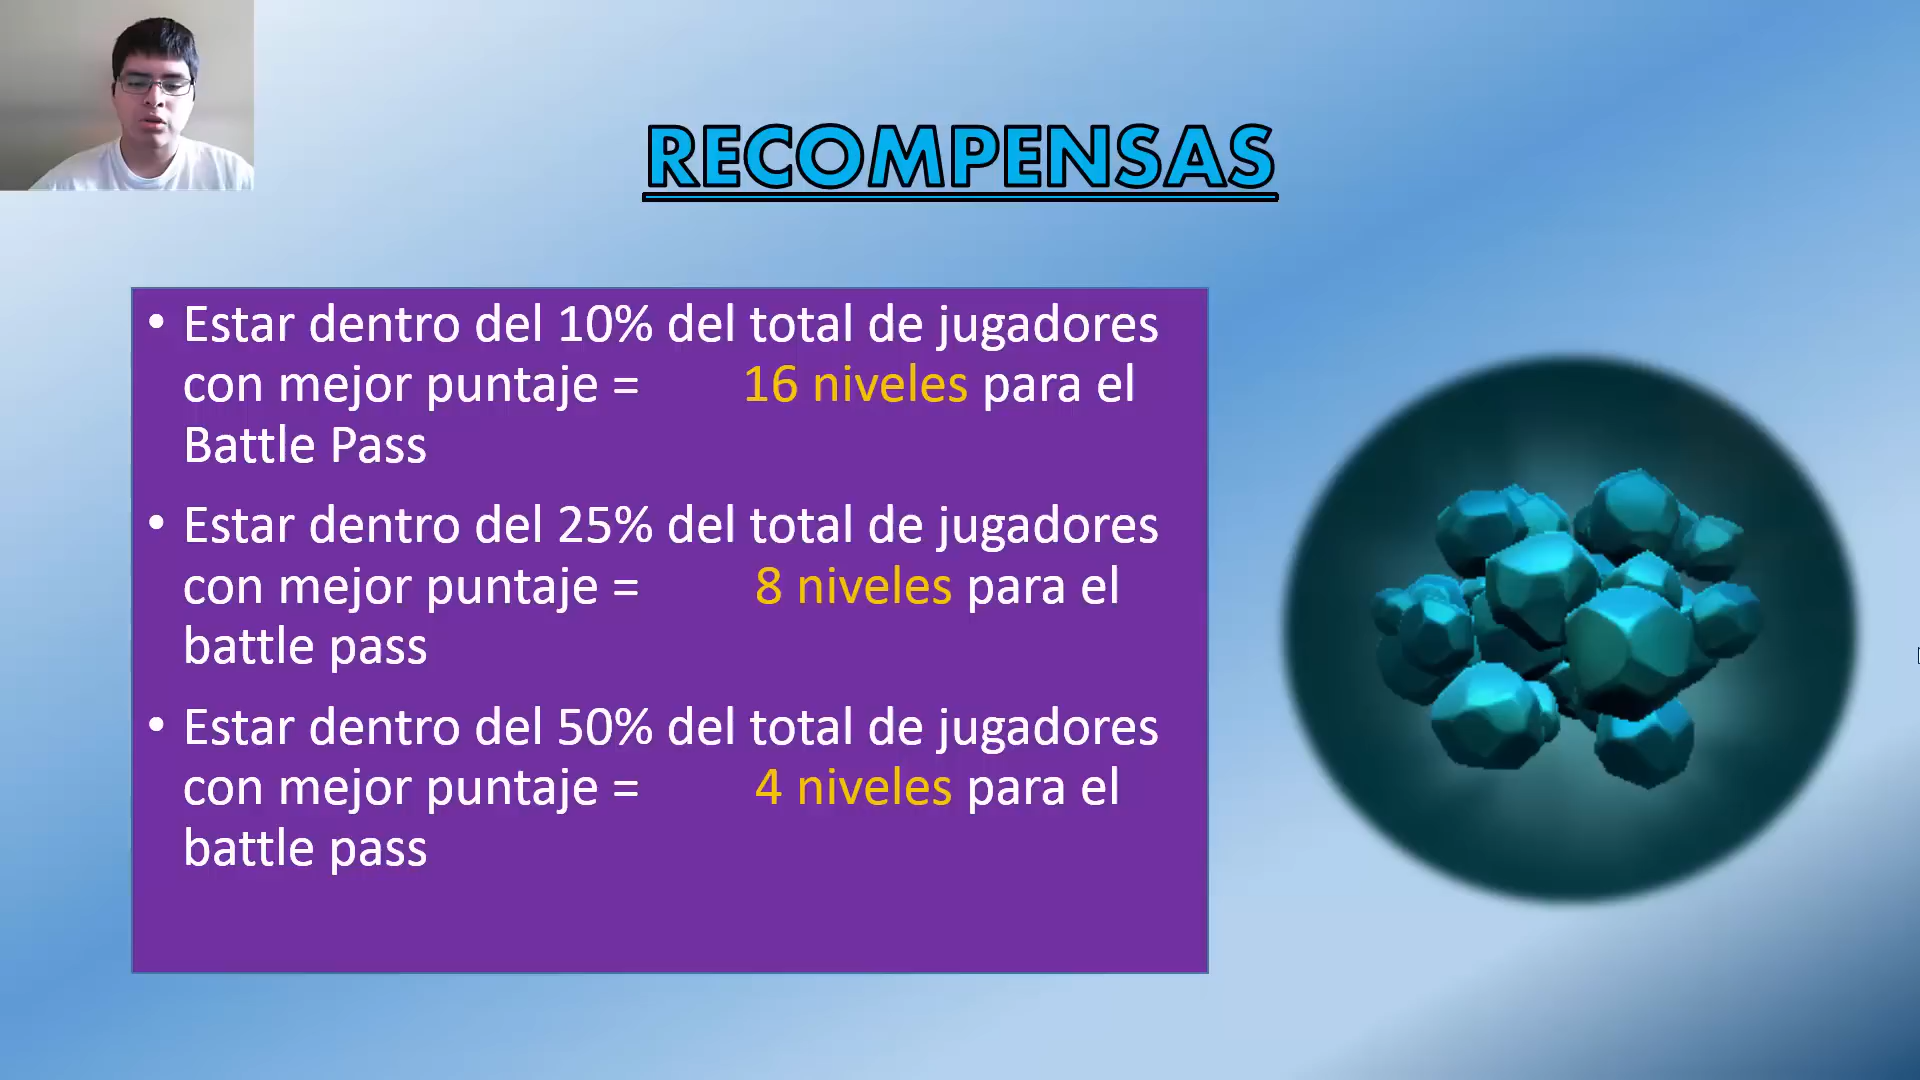 RECOMPENSAS
• Estar dentro del 10% del total de jugadores
con mejor puntaje = 16 niveles para el
Battle Pass
• Estar dentro del 25% del total de jugadores
con mejor puntaje = 8 niveles para el
battle pass
• Estar dentro del 50% del total de jugadores
con mejor puntaje = 4 niveles para el
battle pass